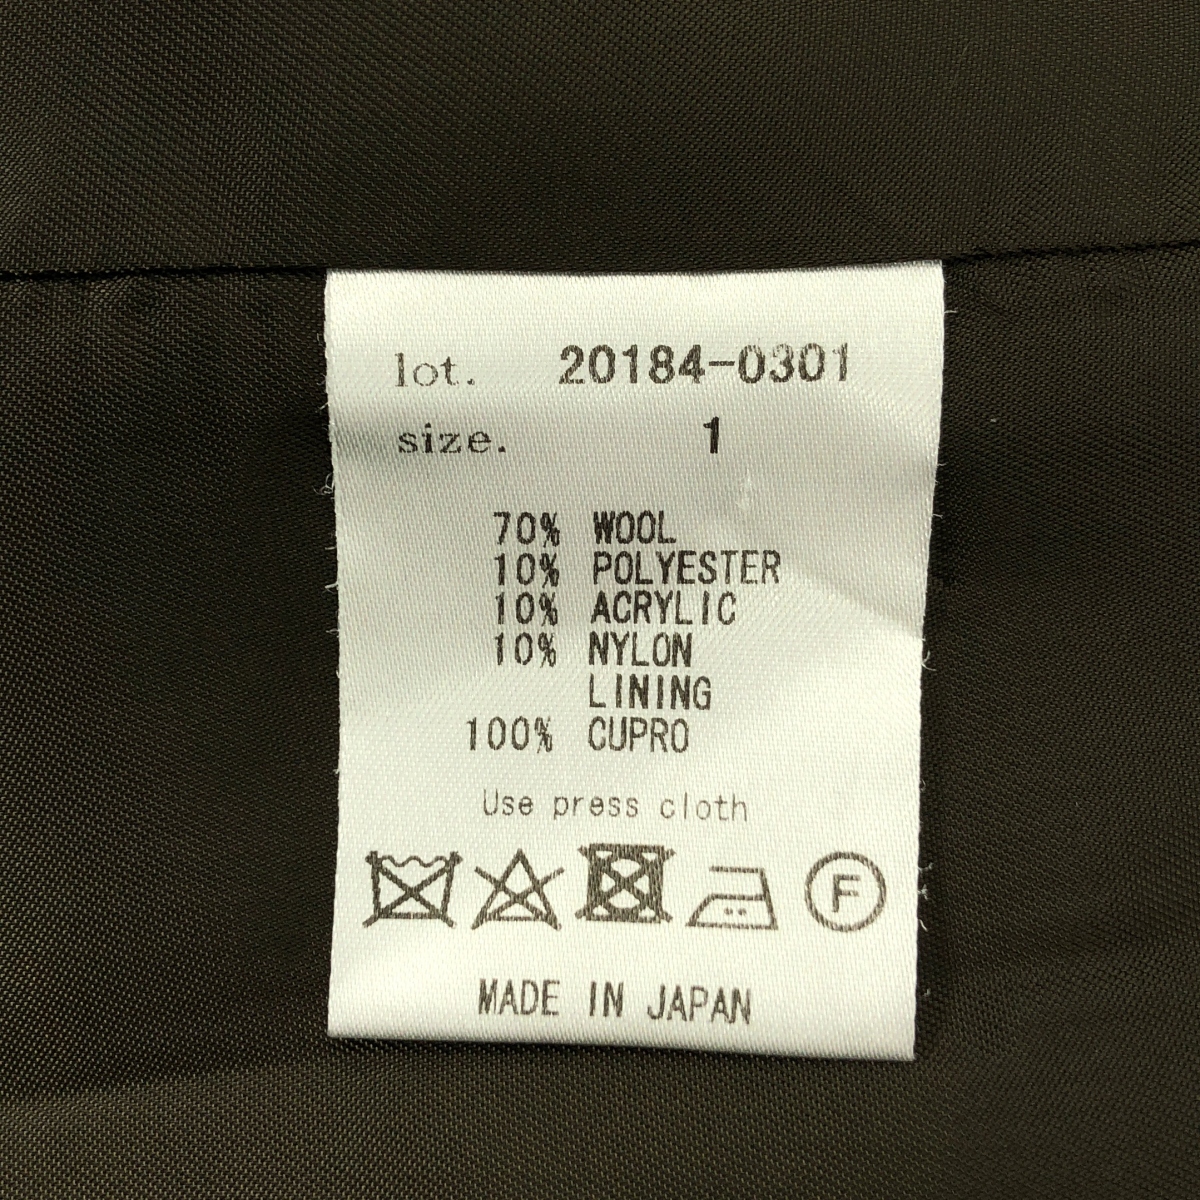 lot. 20184-0301
size. 1
70% WOOL
10% POLYESTER
10% ACRYLIC
10% NYLON
LINING
100% CUPRO
Use press cloth
F
MADE IN JAPAN